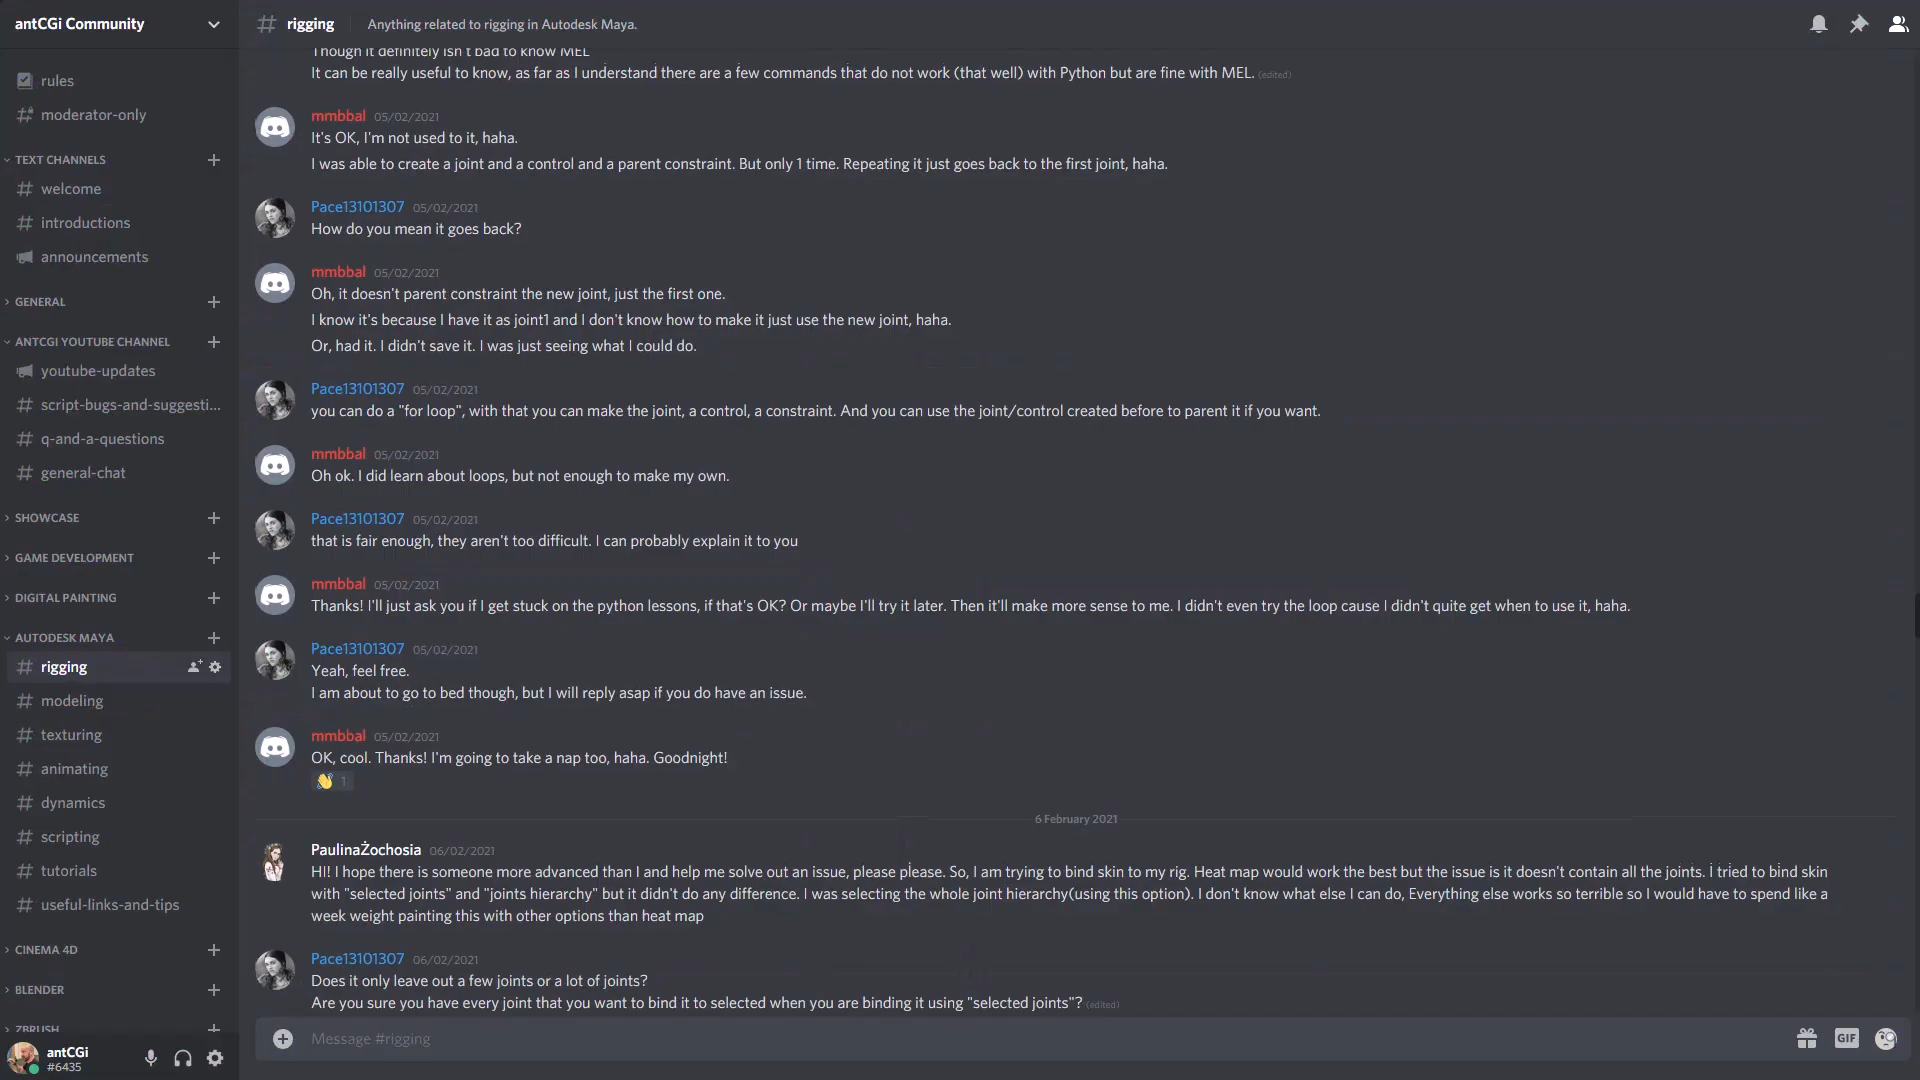 antCGi Community
rules
moderator-only
TEXT CHANNELS
welcome
introductions
announcements
GENERAL
ANTCGI YOUTUBE CHANNEL
youtube-updates
script-bugs-and-suggesti...
q-and-a-questions
general-chat
SHOWCASE
GAME DEVELOPMENT
DIGITAL PAINTING
AUTODESK MAYA
rigging
modeling
texturing
animating
dynamics
scripting
tutorials
useful-links-and-tips
CINEMA 4D
BLENDER
ZBRUSH
antCGi
#6435
rigging Anything related to rigging in Autodesk Maya.
Though it definitely isn't bad to know MEL
It can be really useful to know, as far as I understand there are a few commands that do not work (that well) with Python but are fine with MEL. (edited)
mmbbal 05/02/2021
It's OK, I'm not used to it, haha.
I was able to create a joint and a control and a parent constraint. But only 1 time. Repeating it just goes back to the first joint, haha.
Pace13101307 05/02/2021
How do you mean it goes back?
mmbbal 05/02/2021
Oh, it doesn't parent constraint the new joint, just the first one.
I know it's because I have it as joint1 and I don't know how to make it just use the new joint, haha.
Or, had it. I didn't save it. I was just seeing what I could do.
Pace13101307 05/02/2021
you can do a "for loop", with that you can make the joint, a control, a constraint. And you can use the joint/control created before to parent it if you want.
mmbbal 05/02/2021
Oh ok. I did learn about loops, but not enough to make my own.
Pace13101307 05/02/2021
that is fair enough, they aren't too difficult. I can probably explain it to you
mmbbal 05/02/2021
Thanks! I'll just ask you if I get stuck on the python lessons, if that's OK? Or maybe I'll try it later. Then it'll make more sense to me. I didn't even try the loop cause I didn't quite get when to use it, haha.
Pace13101307 05/02/2021
Yeah, feel free.
I am about to go to bed though, but I will reply asap if you do have an issue.
mmbbal 05/02/2021
OK, cool. Thanks! I'm going to take a nap too, haha. Goodnight!
👋 1
6 February 2021
PaulinaŻochosia 06/02/2021
HI! I hope there is someone more advanced than I and help me solve out an issue, please please. So, I am trying to bind skin to my rig. Heat map would work the best but the issue is it doesn't contain all the joints. I tried to bind skin
with "selected joints" and "joints hierarchy" but it didn't do any difference. I was selecting the whole joint hierarchy(using this option). I don't know what else I can do, Everything else works so terrible so I would have to spend like a
week weight painting this with other options than heat map
Pace13101307 06/02/2021
Does it only leave out a few joints or a lot of joints?
Are you sure you have every joint that you want to bind it to selected when you are binding it using "selected joints"? (edited)
Message #rigging
GIF